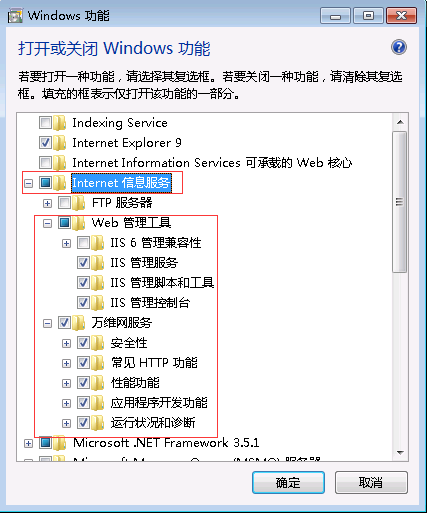 Windows 功能
打开或关闭 Windows 功能
若要打开一种功能，请选择其复选框。若要关闭一种功能，请清除其复选
框。填充的框表示仅打开该功能的一部分。
Indexing Service
Internet Explorer 9
Internet Information Services 可承载的 Web 核心
Internet 信息服务
FTP 服务器
Web 管理工具
IIS 6 管理兼容性
IIS 管理服务
IIS 管理脚本和工具
IIS 管理控制台
万维网服务
安全性
常见 HTTP 功能
性能功能
应用程序开发功能
运行状况和诊断
Microsoft .NET Framework 3.5.1
(MSMQ) 服务器
确定
取消